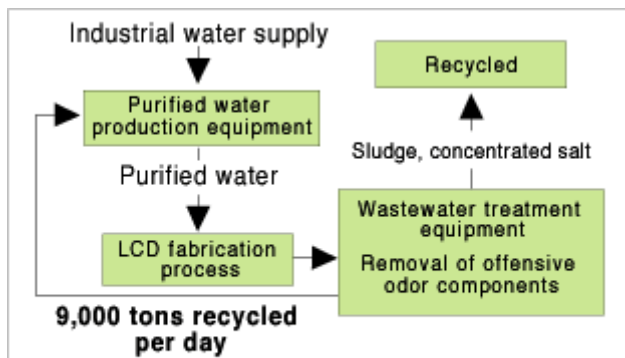 Industrial water supply
Purified water
production equipment
Purified water
LCD fabrication
process
9,000 tons recycled
per day
Recycled
Sludge, concentrated salt
Wastewater treatment
equipment
Removal of offensive
odor components